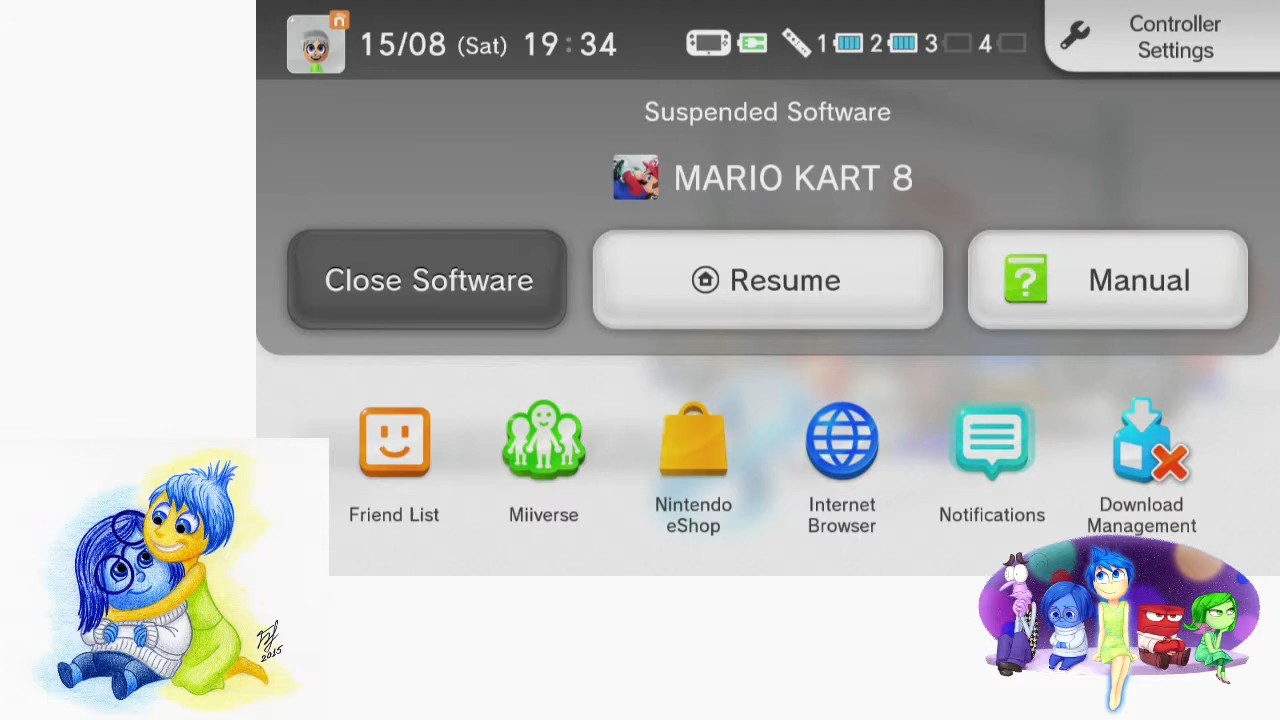 15/08 (Sat) 19:34
1 2 3 4
Controller
Settings
Suspended Software
MARIO KART 8
Close Software
Resume
Manual
Friend List
Miiverse
Nintendo
eShop
Internet
Browser
Notifications
Download
Management
2015